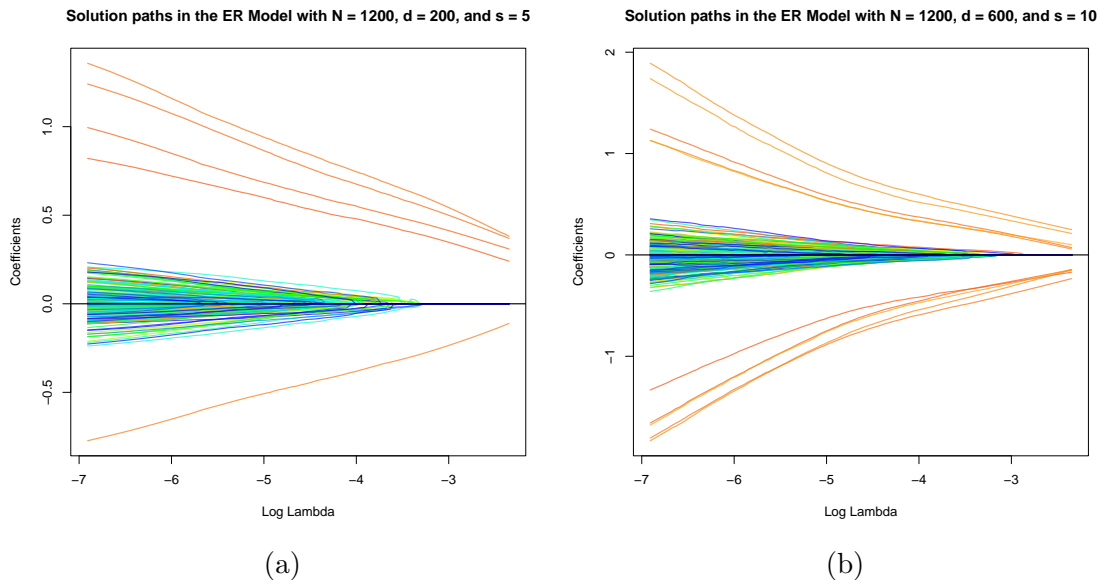 Solution paths in the ER Model with N = 1200, d = 200, and s = 5
Coefficients
1.0
0.5
0.0
−0.5
−7
−6
−5
−4
−3
Log Lambda
(a)
Solution paths in the ER Model with N = 1200, d = 600, and s = 10
Coefficients
2
1
0
−1
−7
−6
−5
−4
−3
Log Lambda
(b)